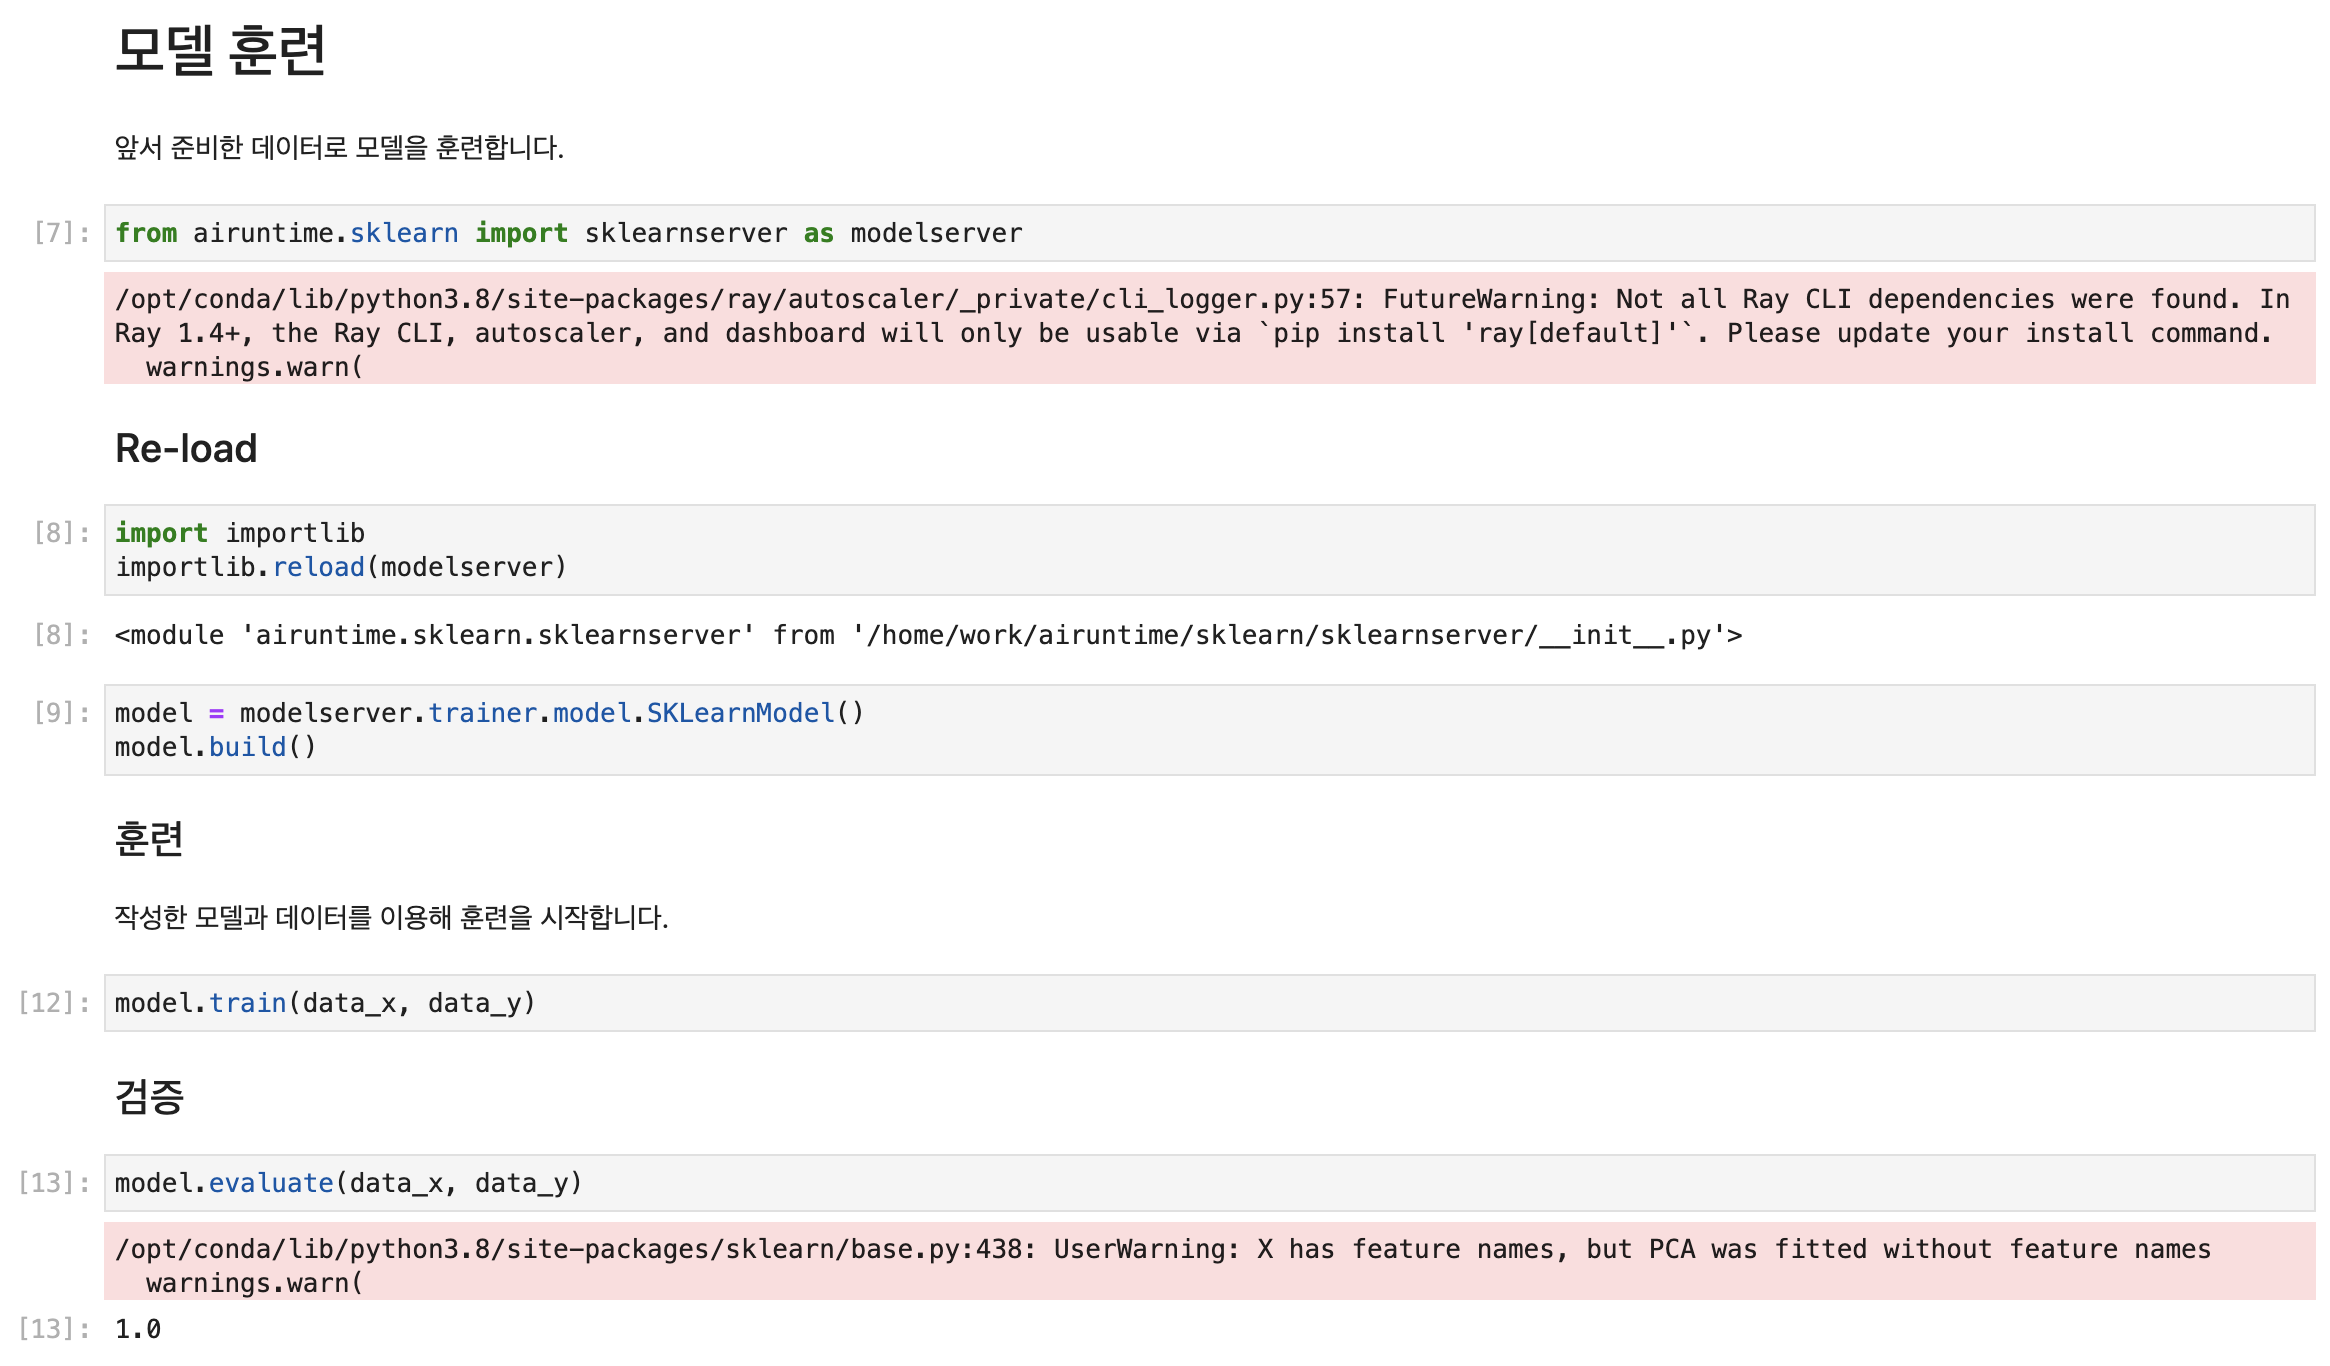 모델 훈련
앞서 준비한 데이터로 모델을 훈련합니다.
[7]: from airuntime.sklearn import sklearnserver as modelserver
/opt/conda/lib/python3.8/site-packages/ray/autoscaler/_private/cli_logger.py:57: FutureWarning: Not all Ray CLI dependencies were found. In
Ray 1.4+, the Ray CLI, autoscaler, and dashboard will only be usable via `pip install 'ray[default]'`. Please update your install command.
  warnings.warn(
Re-load
[8]: import importlib
importlib.reload(modelserver)
[8]: <module 'airuntime.sklearn.sklearnserver' from '/home/work/airuntime/sklearn/sklearnserver/__init__.py'>
[9]: model = modelserver.trainer.model.SKLearnModel()
model.build()
훈련
작성한 모델과 데이터를 이용해 훈련을 시작합니다.
[12]: model.train(data_x, data_y)
검증
[13]: model.evaluate(data_x, data_y)
/opt/conda/lib/python3.8/site-packages/sklearn/base.py:438: UserWarning: X has feature names, but PCA was fitted without feature names
  warnings.warn(
[13]: 1.0